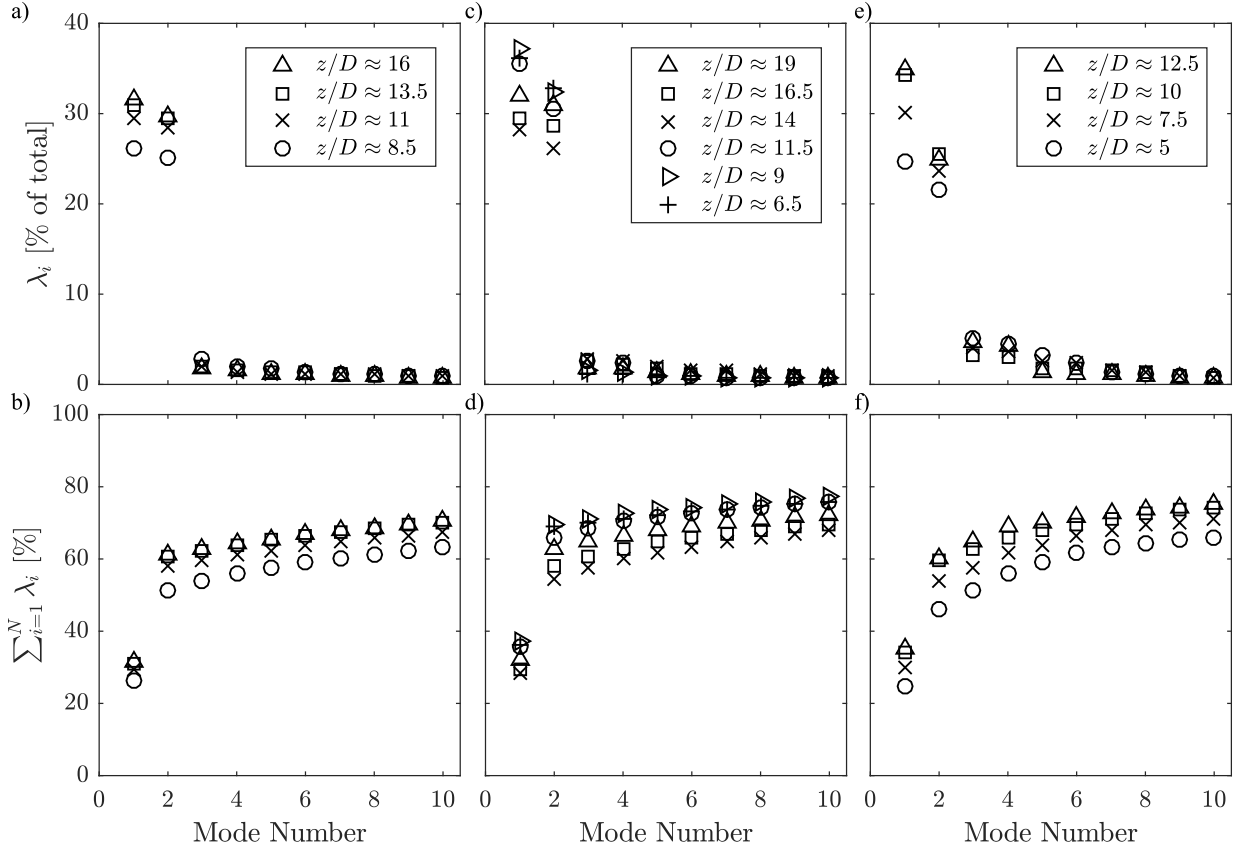 a)
c)
e)
40
30
20
10
0
λ_i [% of total]
z/D ≈ 16
z/D ≈ 13.5
z/D ≈ 11
z/D ≈ 8.5
z/D ≈ 19
z/D ≈ 16.5
z/D ≈ 14
z/D ≈ 11.5
z/D ≈ 9
z/D ≈ 6.5
z/D ≈ 12.5
z/D ≈ 10
z/D ≈ 7.5
z/D ≈ 5
b)
d)
f)
100
80
60
40
20
0
∑_{i=1}^{N} λ_i [%]
0 2 4 6 8 10
0 2 4 6 8 10
0 2 4 6 8 10
Mode Number
Mode Number
Mode Number